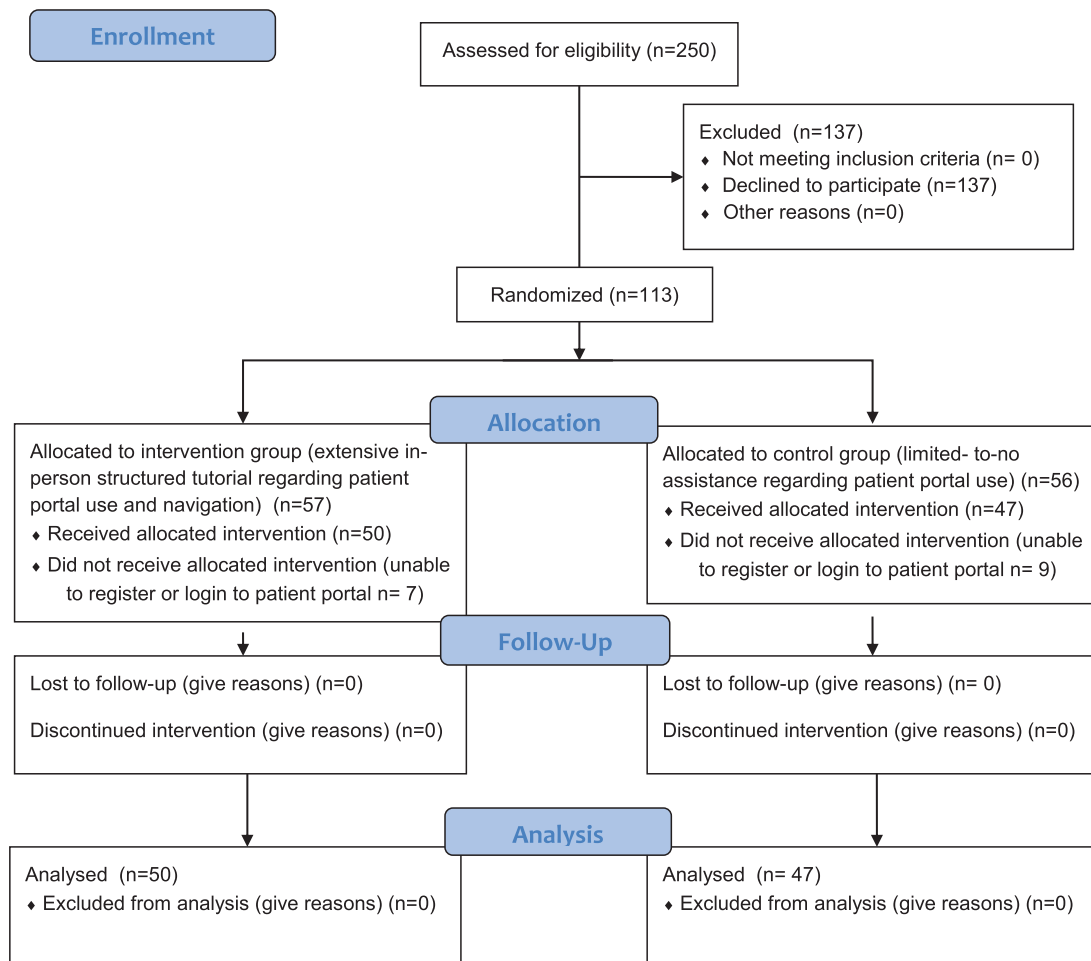 Enrollment
Assessed for eligibility (n=250)
Excluded (n=137)
♦ Not meeting inclusion criteria (n= 0)
♦ Declined to participate (n=137)
♦ Other reasons (n=0)
Randomized (n=113)
Allocation
Allocated to intervention group (extensive in-
person structured tutorial regarding patient
portal use and navigation) (n=57)
♦ Received allocated intervention (n=50)
♦ Did not receive allocated intervention (unable
to register or login to patient portal n= 7)
Allocated to control group (limited- to-no
assistance regarding patient portal use) (n=56)
♦ Received allocated intervention (n=47)
♦ Did not receive allocated intervention (unable
to register or login to patient portal n= 9)
Follow-Up
Lost to follow-up (give reasons) (n=0)
Discontinued intervention (give reasons) (n=0)
Lost to follow-up (give reasons) (n= 0)
Discontinued intervention (give reasons) (n=0)
Analysis
Analysed (n=50)
♦ Excluded from analysis (give reasons) (n=0)
Analysed (n= 47)
♦ Excluded from analysis (give reasons) (n=0)